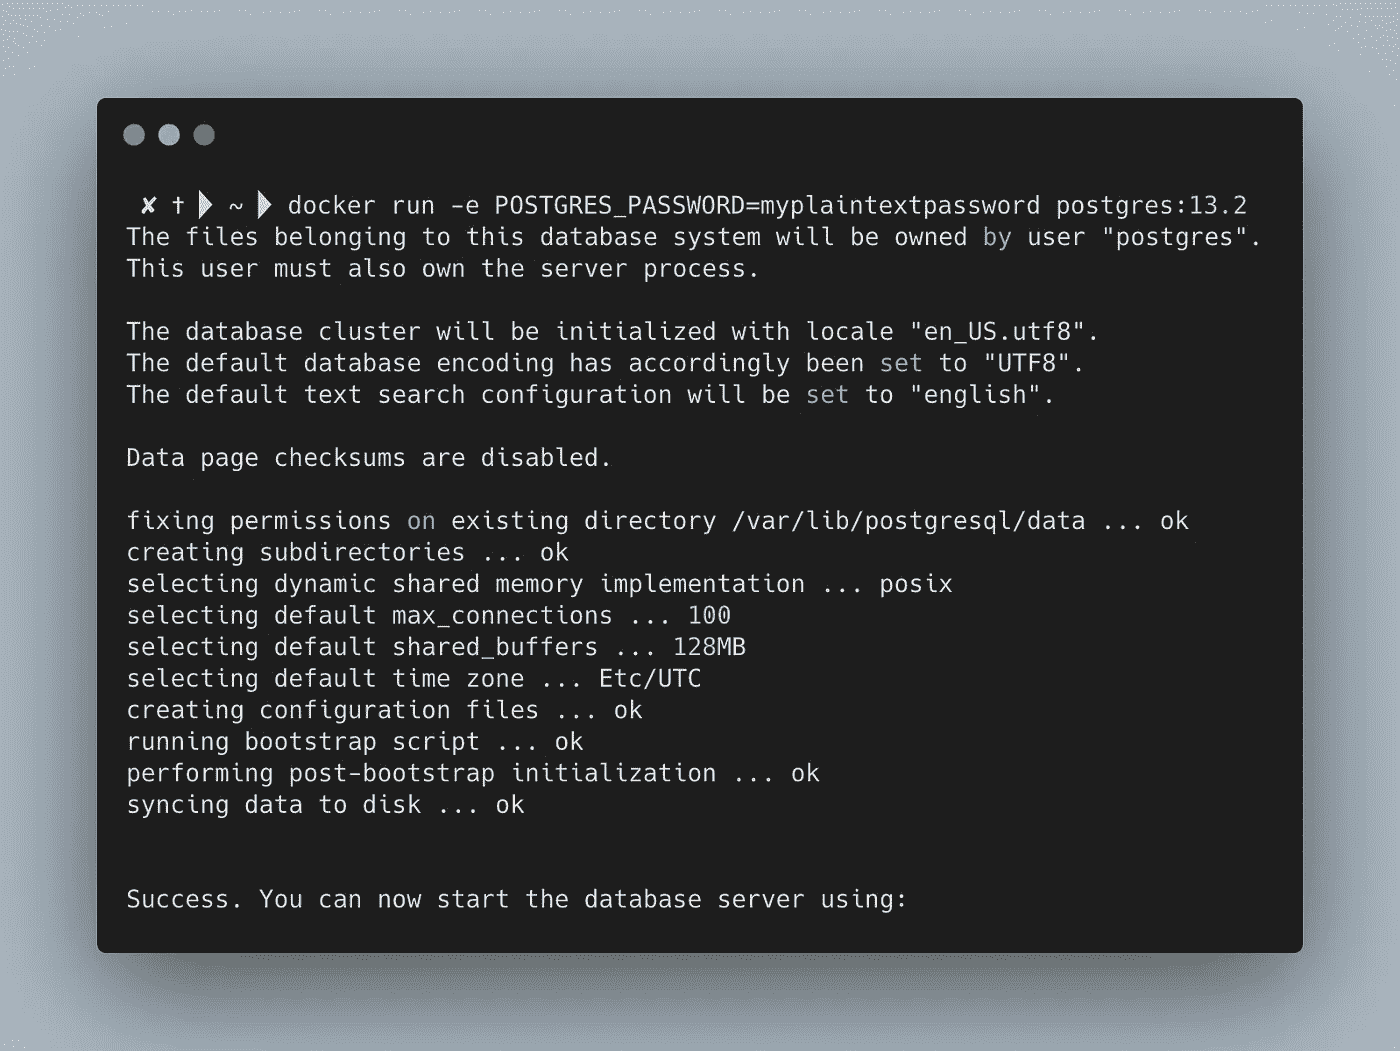 ✘ † ▶ ~ ▶ docker run -e POSTGRES_PASSWORD=myplaintextpassword postgres:13.2
The files belonging to this database system will be owned by user "postgres".
This user must also own the server process.
The database cluster will be initialized with locale "en_US.utf8".
The default database encoding has accordingly been set to "UTF8".
The default text search configuration will be set to "english".
Data page checksums are disabled.
fixing permissions on existing directory /var/lib/postgresql/data ... ok
creating subdirectories ... ok
selecting dynamic shared memory implementation ... posix
selecting default max_connections ... 100
selecting default shared_buffers ... 128MB
selecting default time zone ... Etc/UTC
creating configuration files ... ok
running bootstrap script ... ok
performing post-bootstrap initialization ... ok
syncing data to disk ... ok
Success. You can now start the database server using: